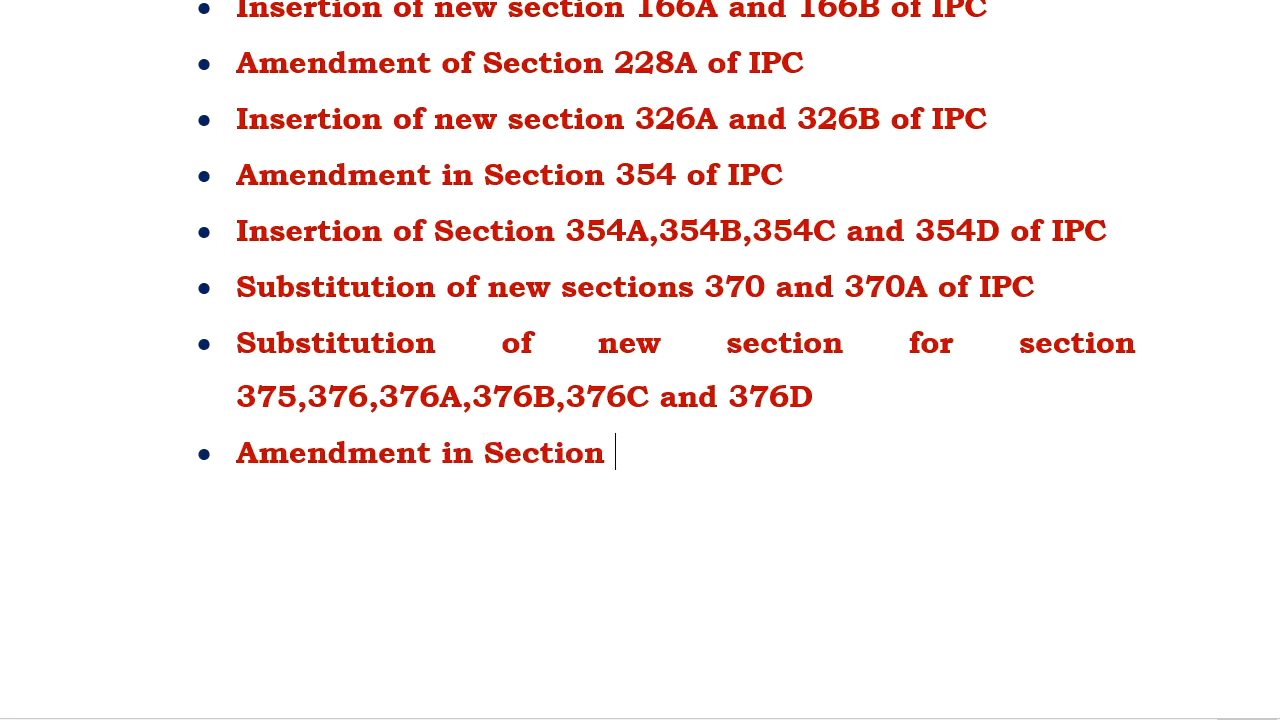 Insertion of new section 166A and 166B of IPC
Amendment of Section 228A of IPC
Insertion of new section 326A and 326B of IPC
Amendment in Section 354 of IPC
Insertion of Section 354A,354B,354C and 354D of IPC
Substitution of new sections 370 and 370A of IPC
Substitution of new section for section
375,376,376A,376B,376C and 376D
Amendment in Section